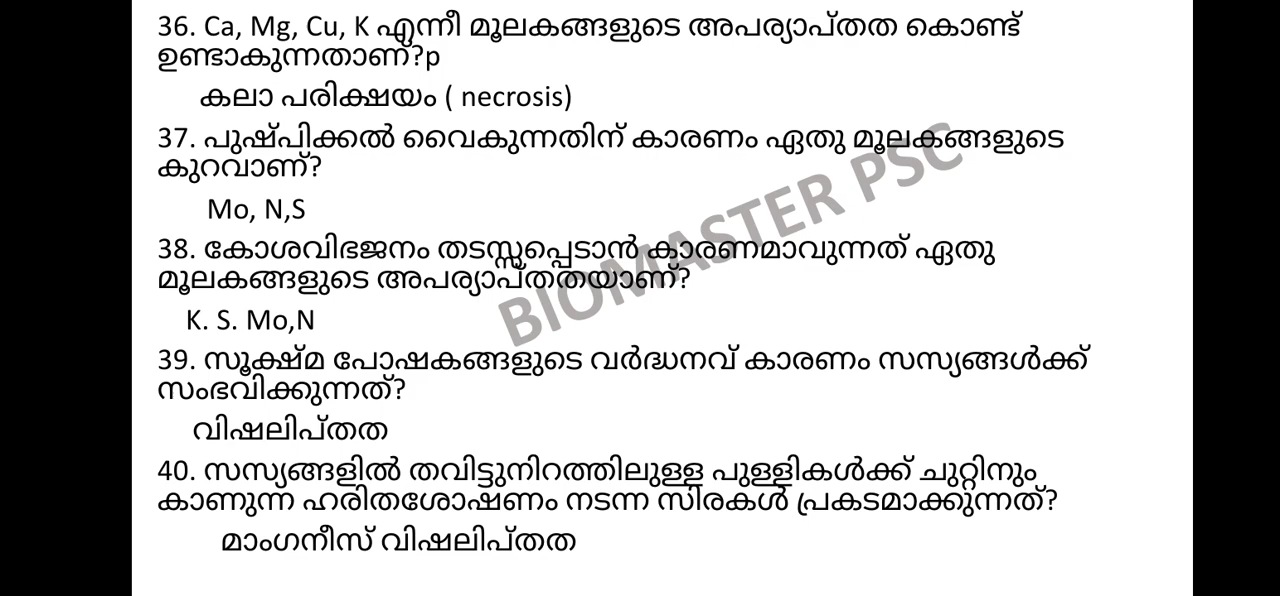 36. Ca, Mg, Cu, K എന്നീ മൂലകങ്ങളുടെ അപര്യാപ്തത കൊണ്ട്
ഉണ്ടാകുന്നതാണ്?p
കലാ പരിക്ഷയം ( necrosis)
37. പുഷ്പിക്കൽ വൈകുന്നതിന് കാരണം ഏതു മൂലകങ്ങളുടെ
കുറവാണ്?
Mo, N,S
38. കോശവിഭജനം തടസ്സപ്പെടാൻ കാരണമാവുന്നത് ഏതു
മൂലകങ്ങളുടെ അപര്യാപ്തതയാണ്?
K. S. Mo,N
39. സൂക്ഷ്മ പോഷകങ്ങളുടെ വർദ്ധനവ് കാരണം സസ്യങ്ങൾക്ക്
സംഭവിക്കുന്നത്?
വിഷലിപ്തത
40. സസ്യങ്ങളിൽ തവിട്ടുനിറത്തിലുള്ള പുള്ളികൾക്ക് ചുറ്റിനും
കാണുന്ന ഹരിതശോഷണം നടന്ന സിരകൾ പ്രകടമാക്കുന്നത്?
മാംഗനീസ് വിഷലിപ്തത
BIOMASTER PSC